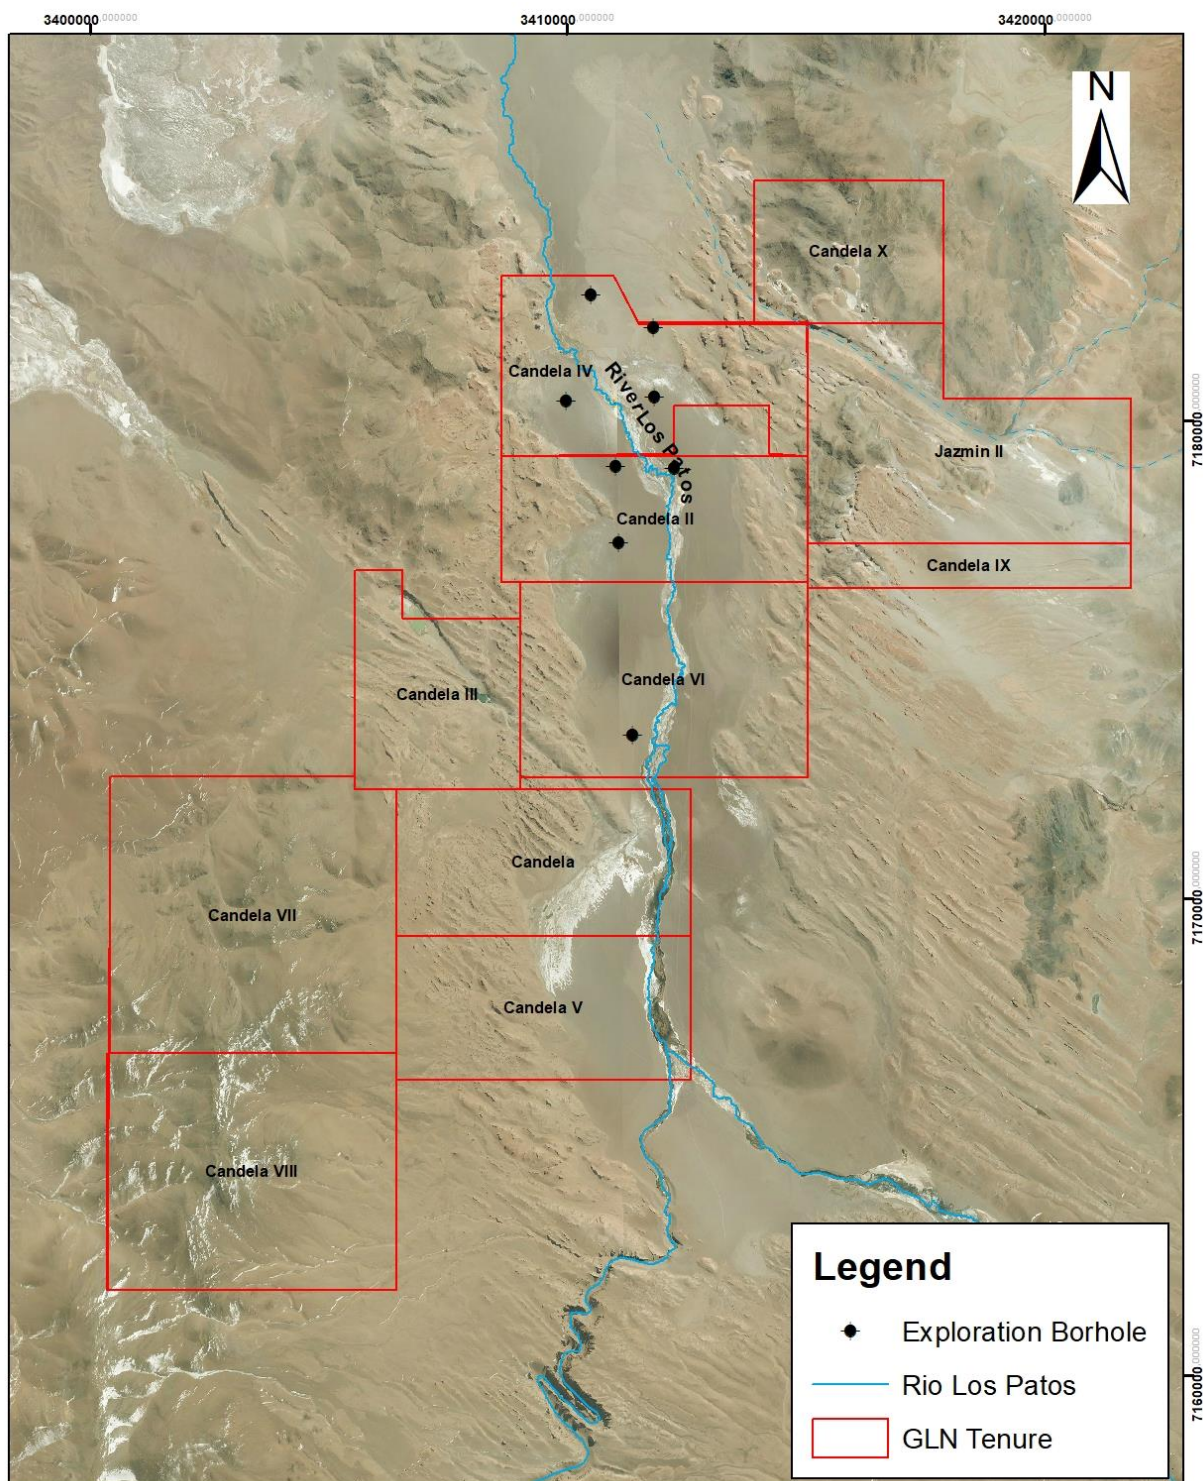 3400000.000000
3410000.000000
3420000.000000
N
Candela X
Candela IV
River Los Patos
7180000.000000
Jazmin II
Candela II
Candela IX
Candela VI
Candela III
Candela
Candela VII
7170000.000000
Candela V
Candela VIII
Legend
Exploration Borhole
Rio Los Patos
GLN Tenure
7160000.000000